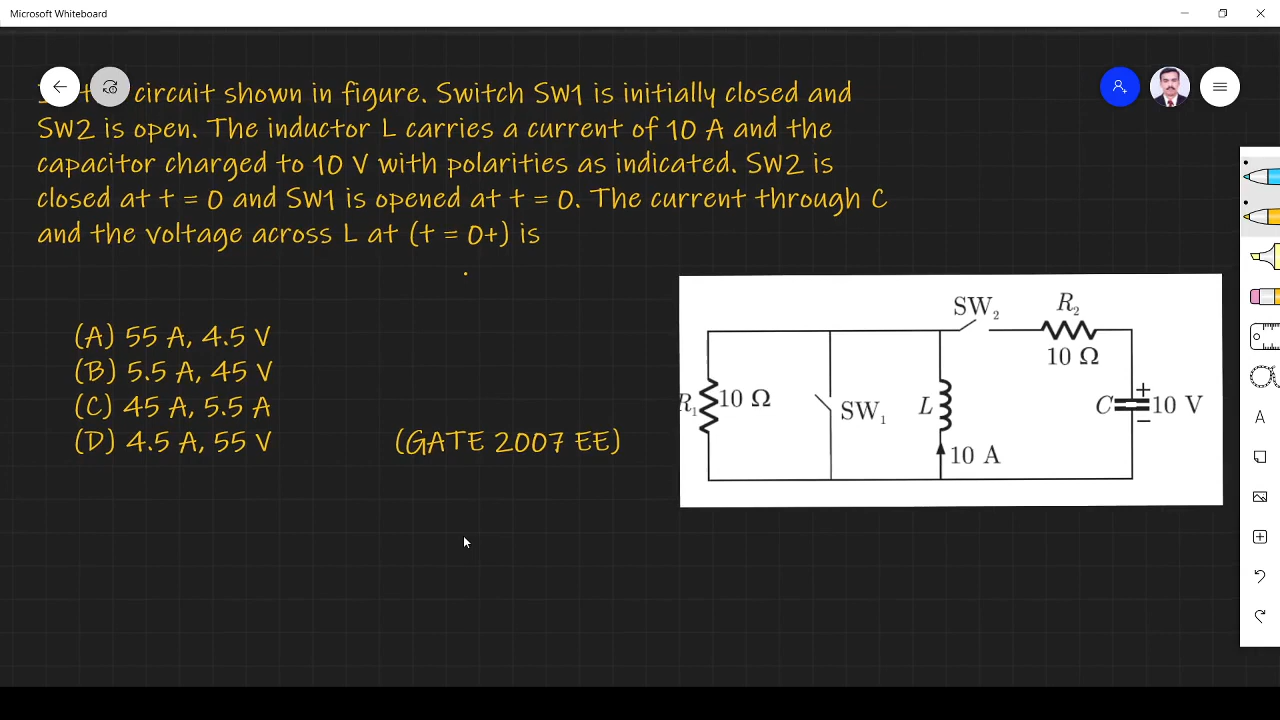 Microsoft Whiteboard
circuit shown in figure. Switch SW1 is initially closed and
SW2 is open. The inductor L carries a current of 10 A and the
capacitor charged to 10 V with polarities as indicated. SW2 is
closed at t = 0 and SW1 is opened at t = 0. The current through C
and the voltage across L at (t = 0+) is
(A) 55 A, 4.5 V
(B) 5.5 A, 45 V
(C) 45 A, 5.5 A
(D) 4.5 A, 55 V (GATE 2007 EE)
SW₂
R₂
10 Ω
R₁
10 Ω
SW₁
L
10 A
C
+
−
10 V
A